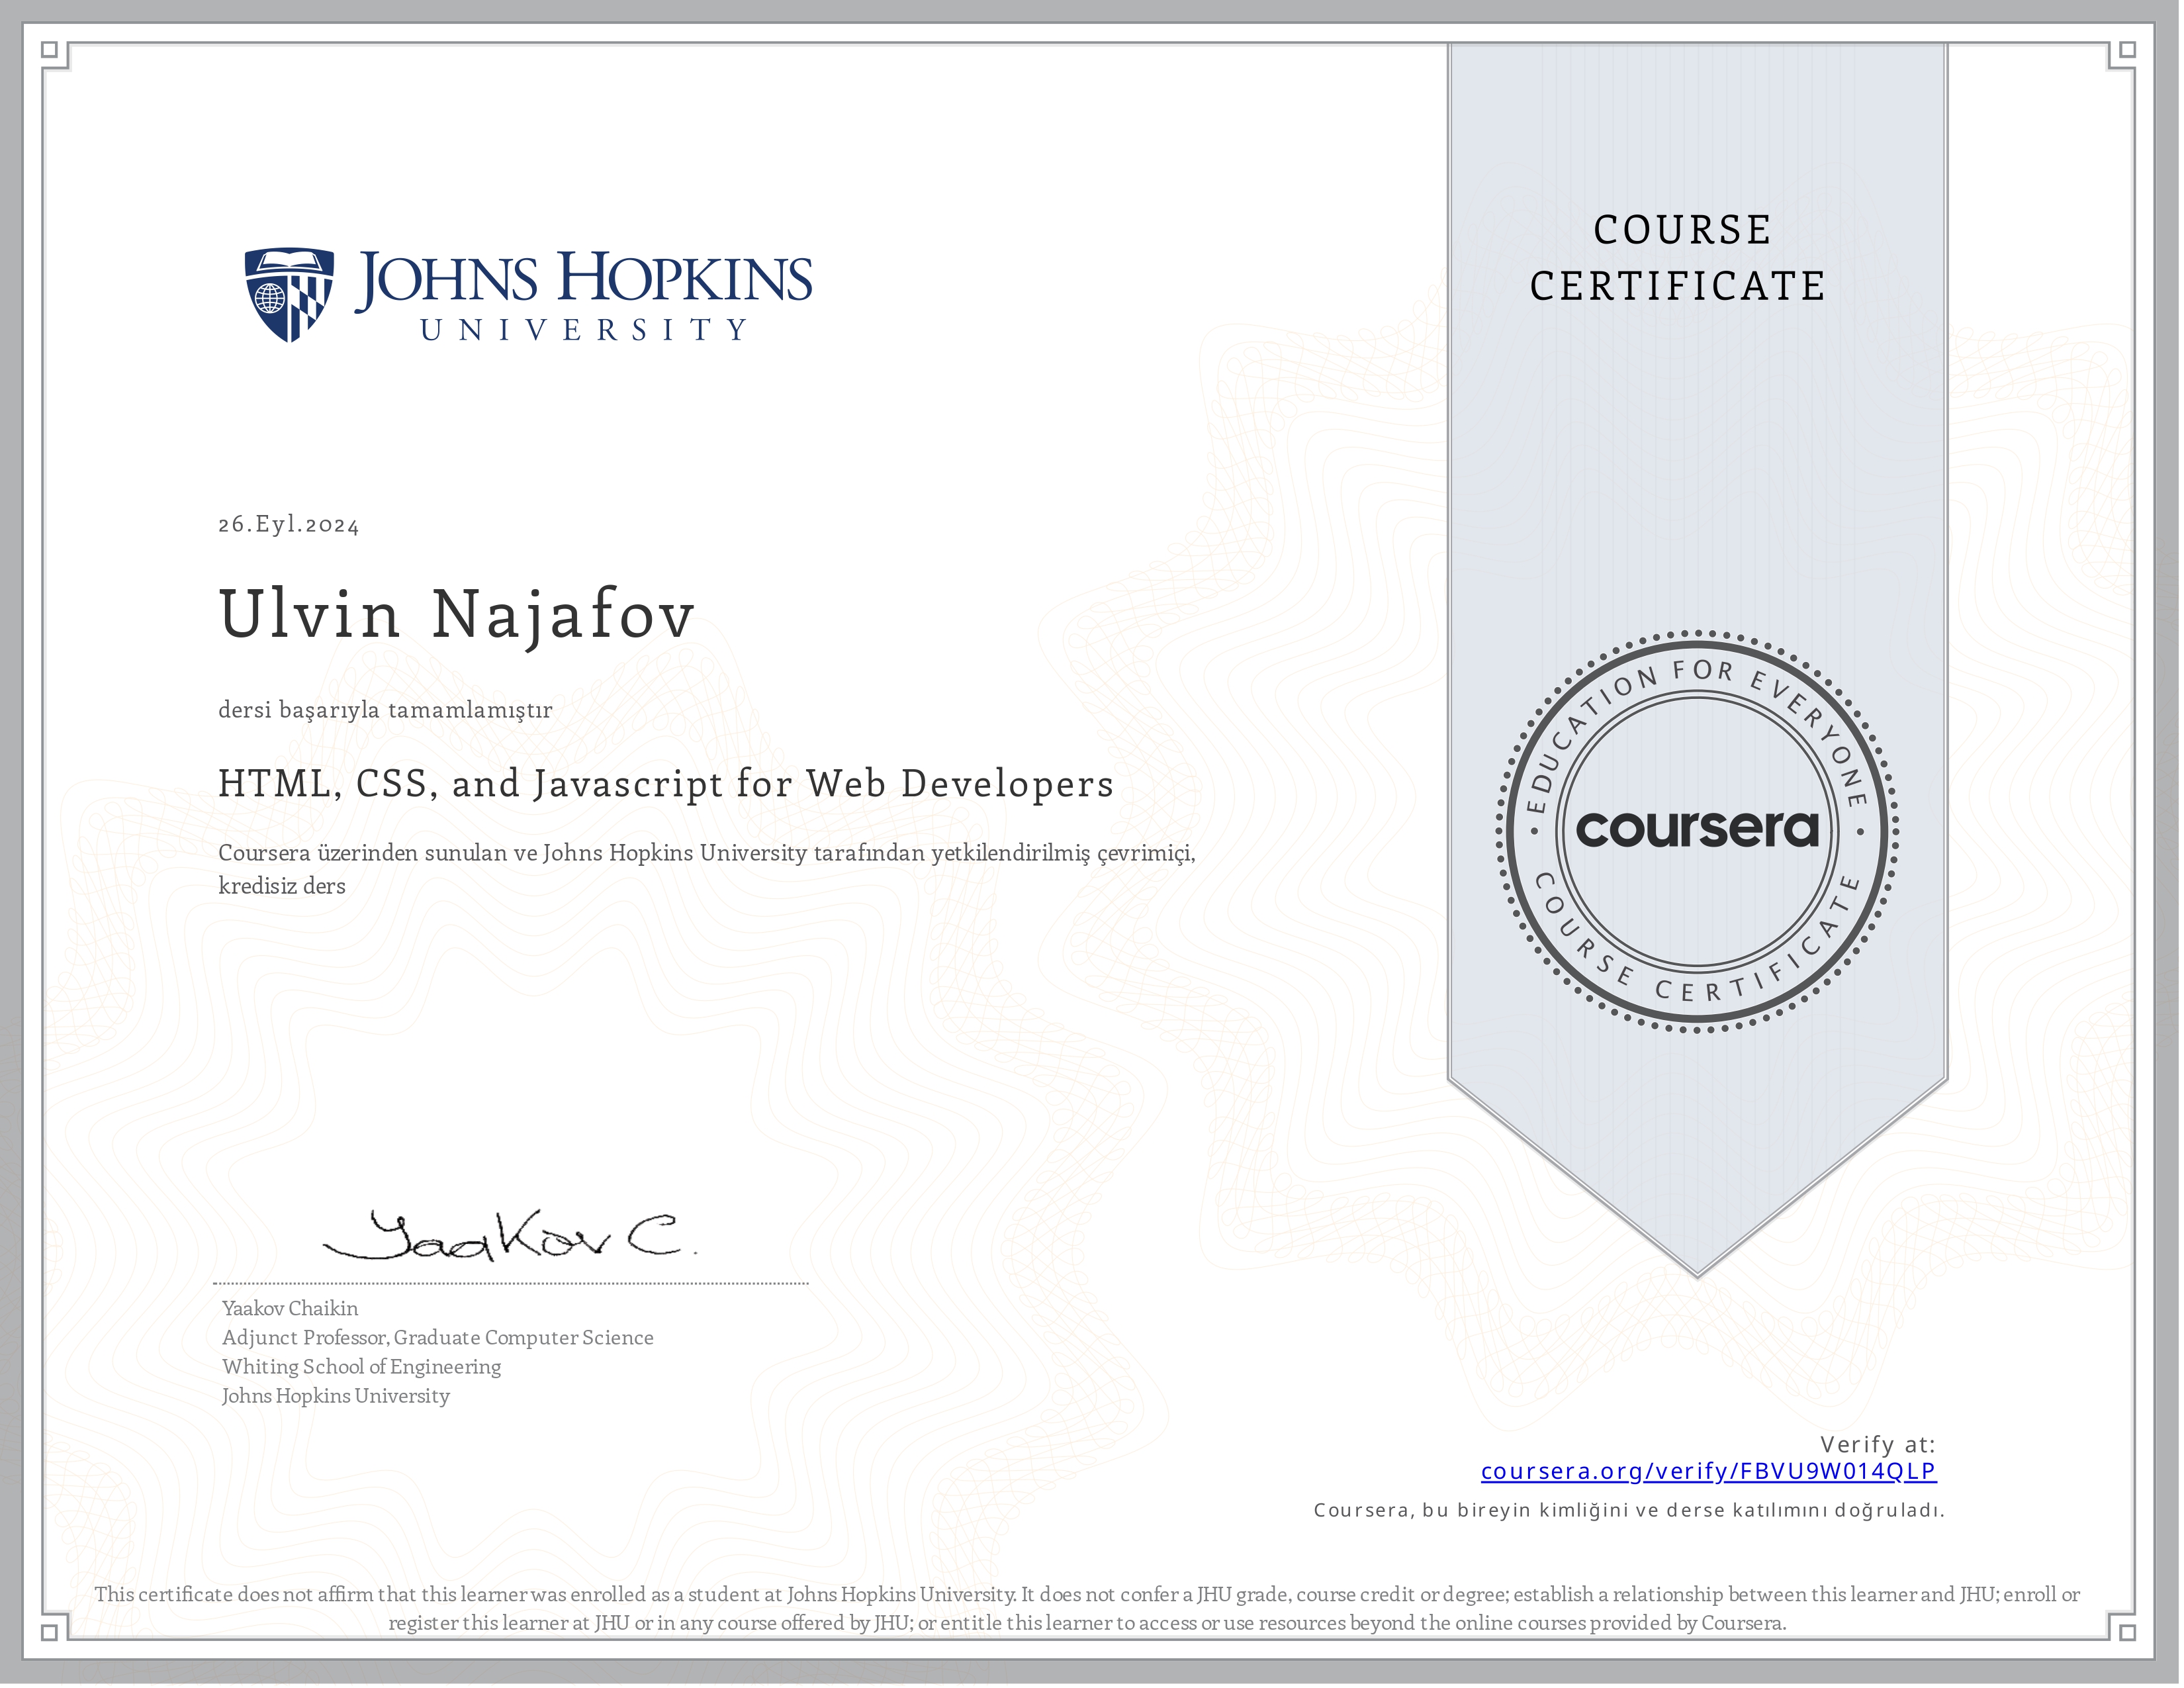 COURSE
CERTIFICATE
JOHNS HOPKINS
UNIVERSITY
26.Eyl.2024
Ulvin Najafov
dersi başarıyla tamamlamıştır
HTML, CSS, and Javascript for Web Developers
Coursera üzerinden sunulan ve Johns Hopkins University tarafından yetkilendirilmiş çevrimiçi,
kredisiz ders
EDUCATION FOR EVERYONE
coursera
COURSE CERTIFICATE
Yaakov C.
Yaakov Chaikin
Adjunct Professor, Graduate Computer Science
Whiting School of Engineering
Johns Hopkins University
Verify at:
coursera.org/verify/FBVU9W014QLP
Coursera, bu bireyin kimliğini ve derse katılımını doğruladı.
This certificate does not affirm that this learner was enrolled as a student at Johns Hopkins University. It does not confer a JHU grade, course credit or degree; establish a relationship between this learner and JHU; enroll or
register this learner at JHU or in any course offered by JHU; or entitle this learner to access or use resources beyond the online courses provided by Coursera.